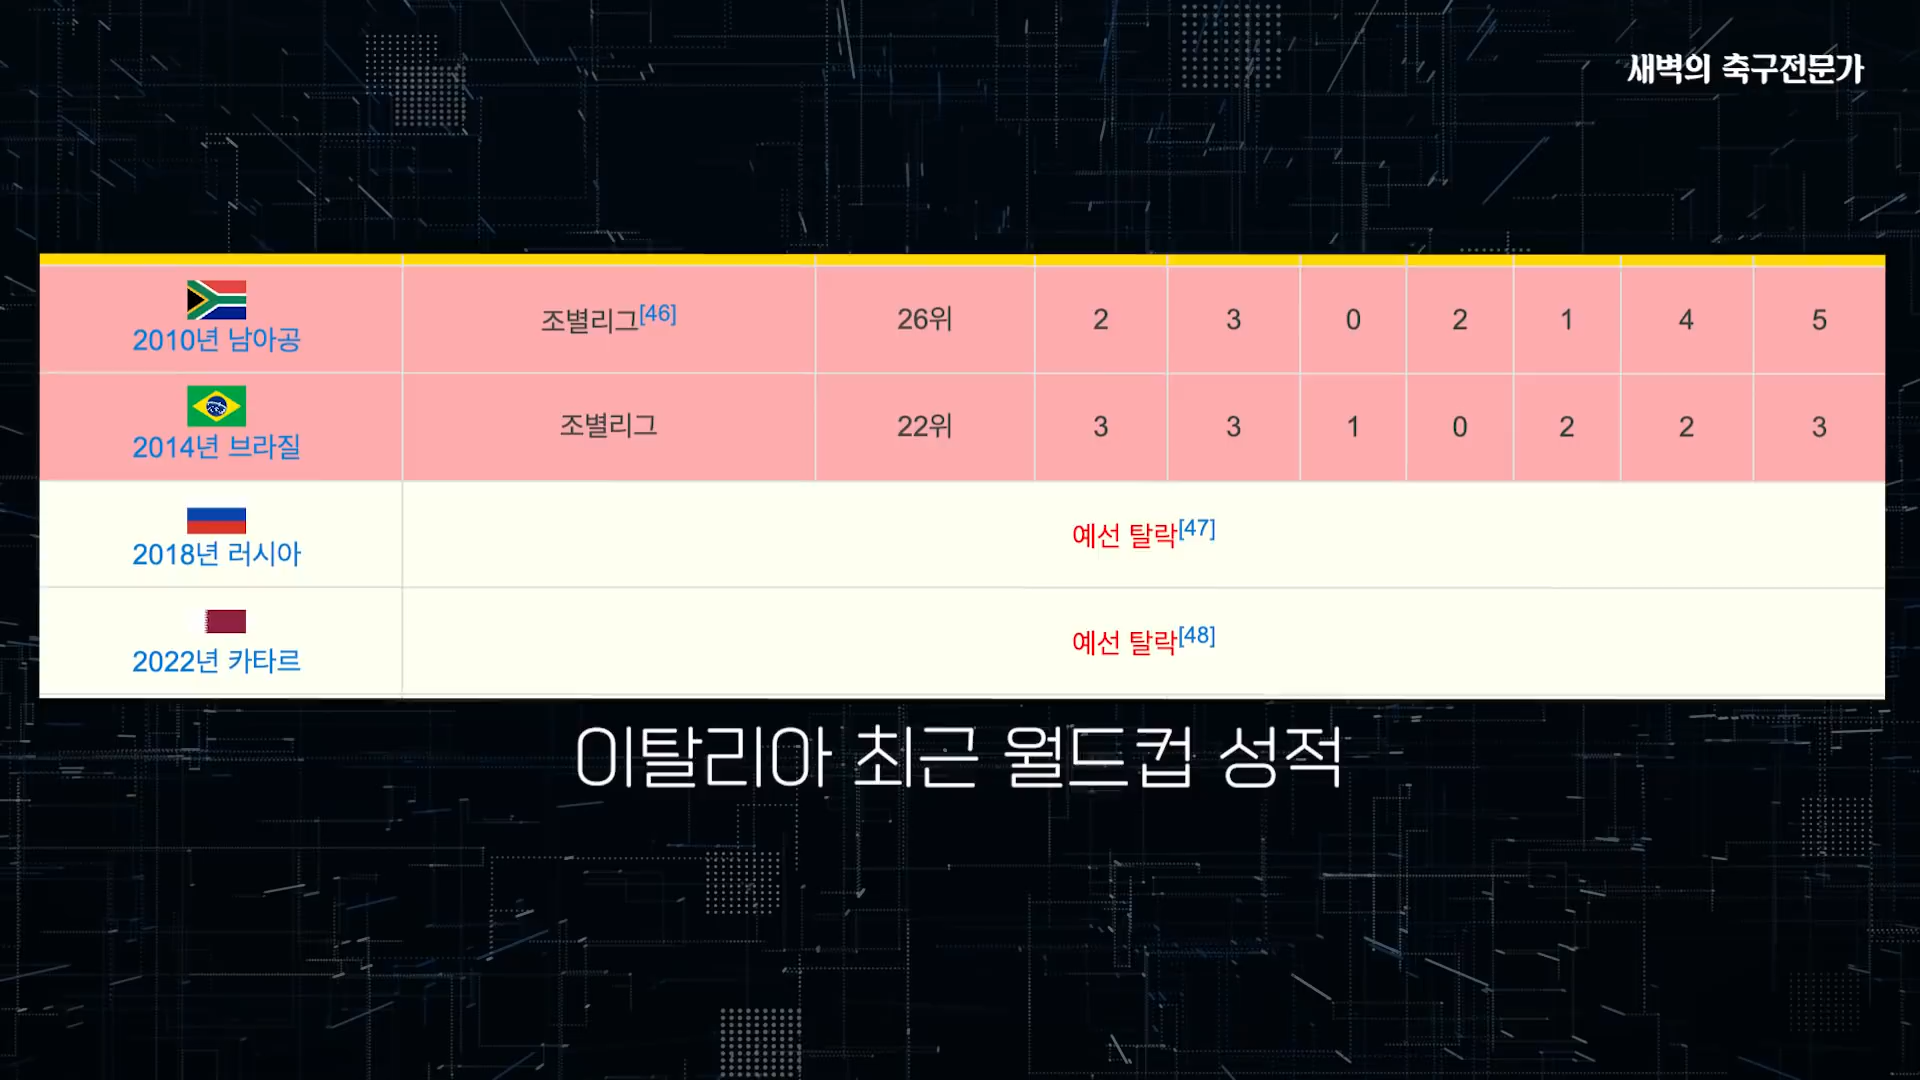 새벽의 축구전문가
2010년 남아공 조별리그[46] 26위 2 3 0 2 1 4 5
2014년 브라질 조별리그 22위 3 3 1 0 2 2 3
2018년 러시아 예선 탈락[47]
2022년 카타르 예선 탈락[48]
이탈리아 최근 월드컵 성적